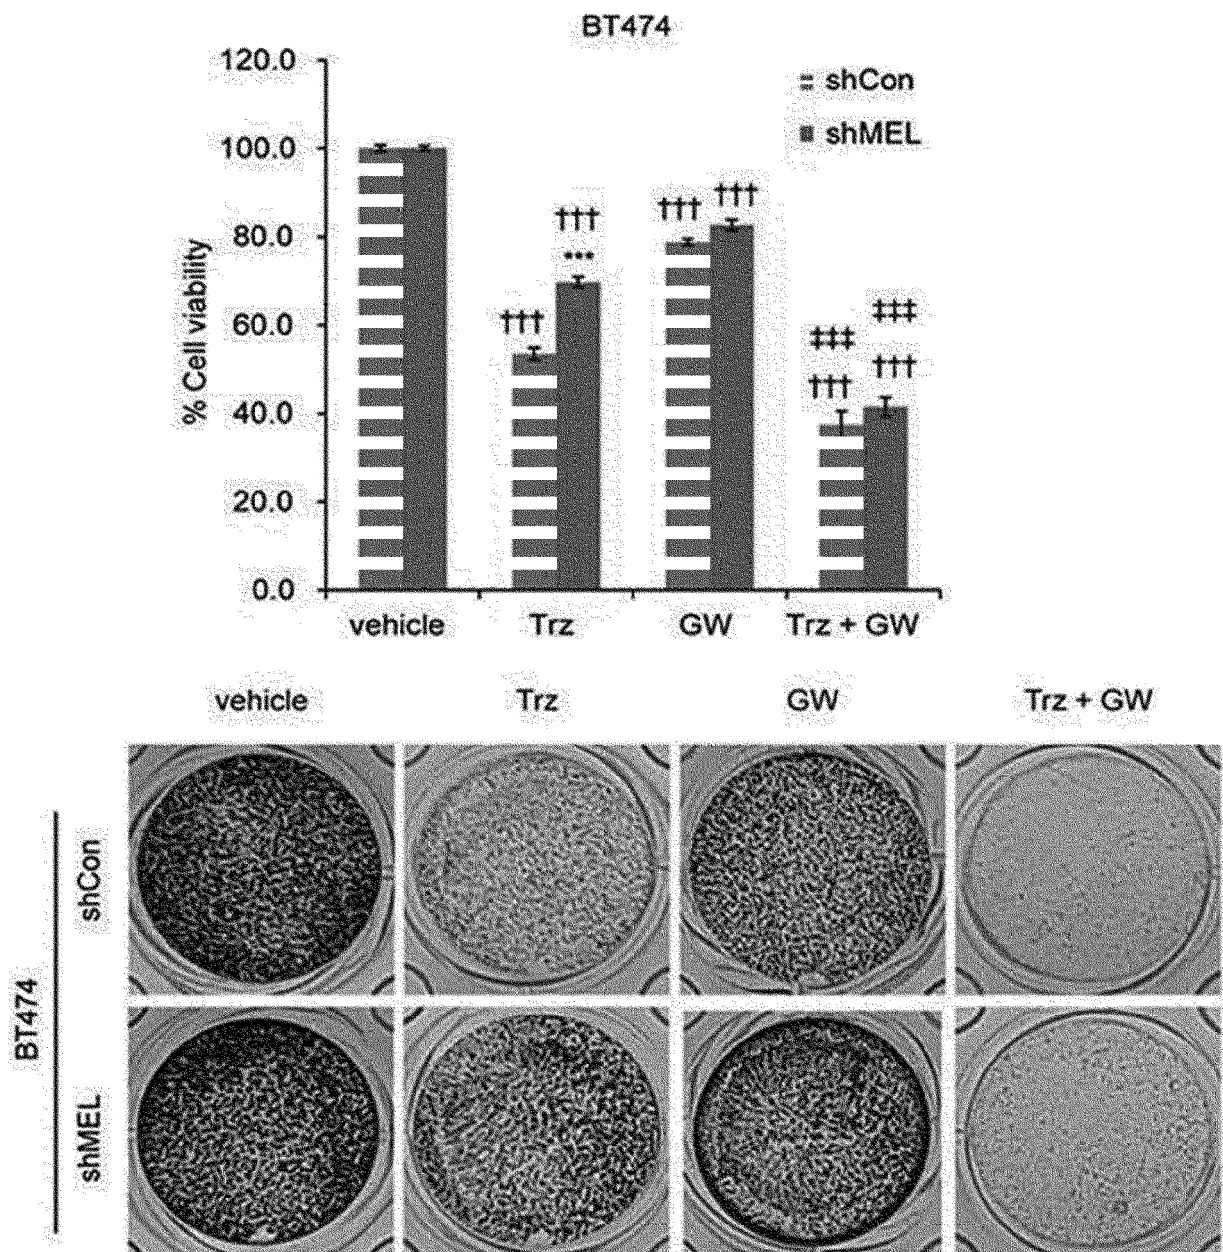 BT474
120.0
100.0
80.0
60.0
40.0
20.0
0.0
% Cell viability
shCon
shMEL
†††
†††
•••
†††
†††
‡‡‡
†††
‡‡‡
†††
vehicle Trz GW Trz + GW
vehicle Trz GW Trz + GW
BT474
shCon
shMEL